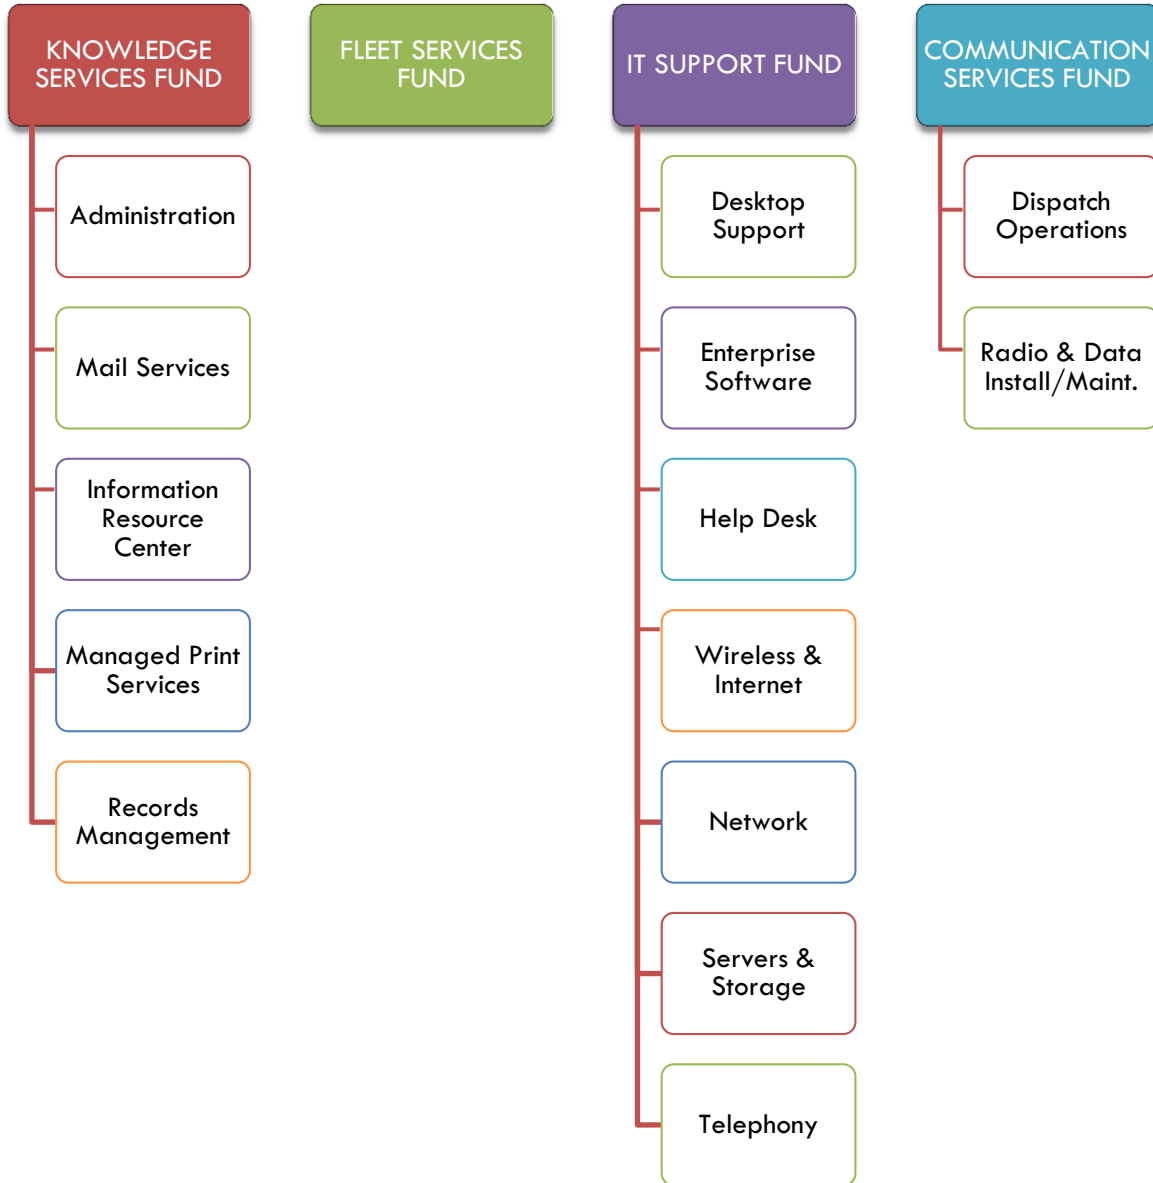 KNOWLEDGE
SERVICES FUND
Administration
Mail Services
Information
Resource
Center
Managed Print
Services
Records
Management
FLEET SERVICES
FUND
IT SUPPORT FUND
Desktop
Support
Enterprise
Software
Help Desk
Wireless &
Internet
Network
Servers &
Storage
Telephony
COMMUNICATION
SERVICES FUND
Dispatch
Operations
Radio & Data
Install/Maint.